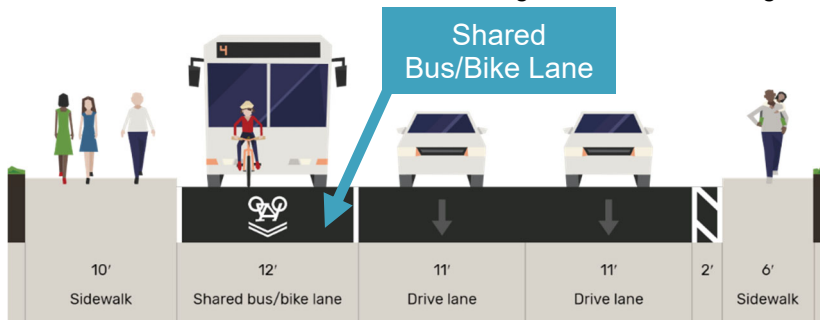 Shared
Bus/Bike Lane
4
10′ 12′ 11′ 11′ 2′ 6′
Sidewalk Shared bus/bike lane Drive lane Drive lane Sidewalk